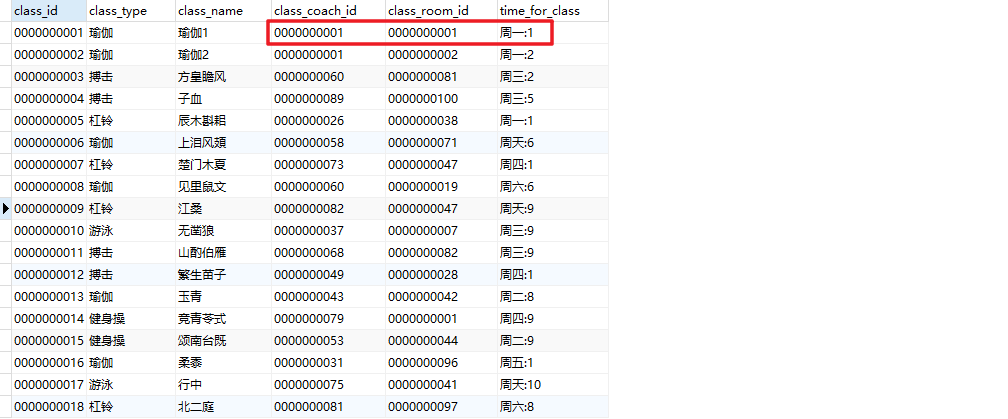 class_id class_type class_name class_coach_id class_room_id time_for_class
0000000001 瑜伽 瑜伽1 0000000001 0000000001 周一:1
0000000002 瑜伽 瑜伽2 0000000001 0000000002 周一:2
0000000003 搏击 方皇瞻风 0000000060 0000000081 周三:2
0000000004 搏击 子血 0000000089 0000000100 周三:5
0000000005 杠铃 辰木斟耜 0000000026 0000000038 周一:1
0000000006 瑜伽 上泪风頍 0000000058 0000000071 周天:6
0000000007 杠铃 楚门木夏 0000000073 0000000047 周四:1
0000000008 瑜伽 见里鼠文 0000000060 0000000019 周六:6
0000000009 杠铃 江桑 0000000082 0000000047 周天:9
0000000010 游泳 无凿狼 0000000037 0000000007 周三:9
0000000011 搏击 山酌伯雁 0000000068 0000000082 周三:9
0000000012 搏击 繁生苗子 0000000049 0000000028 周四:1
0000000013 瑜伽 玉青 0000000043 0000000042 周二:8
0000000014 健身操 竞青苓式 0000000079 0000000001 周四:9
0000000015 健身操 颂南台既 0000000053 0000000044 周二:9
0000000016 瑜伽 柔黍 0000000031 0000000096 周五:1
0000000017 游泳 行中 0000000075 0000000041 周天:10
0000000018 杠铃 北二庭 0000000081 0000000097 周六:8